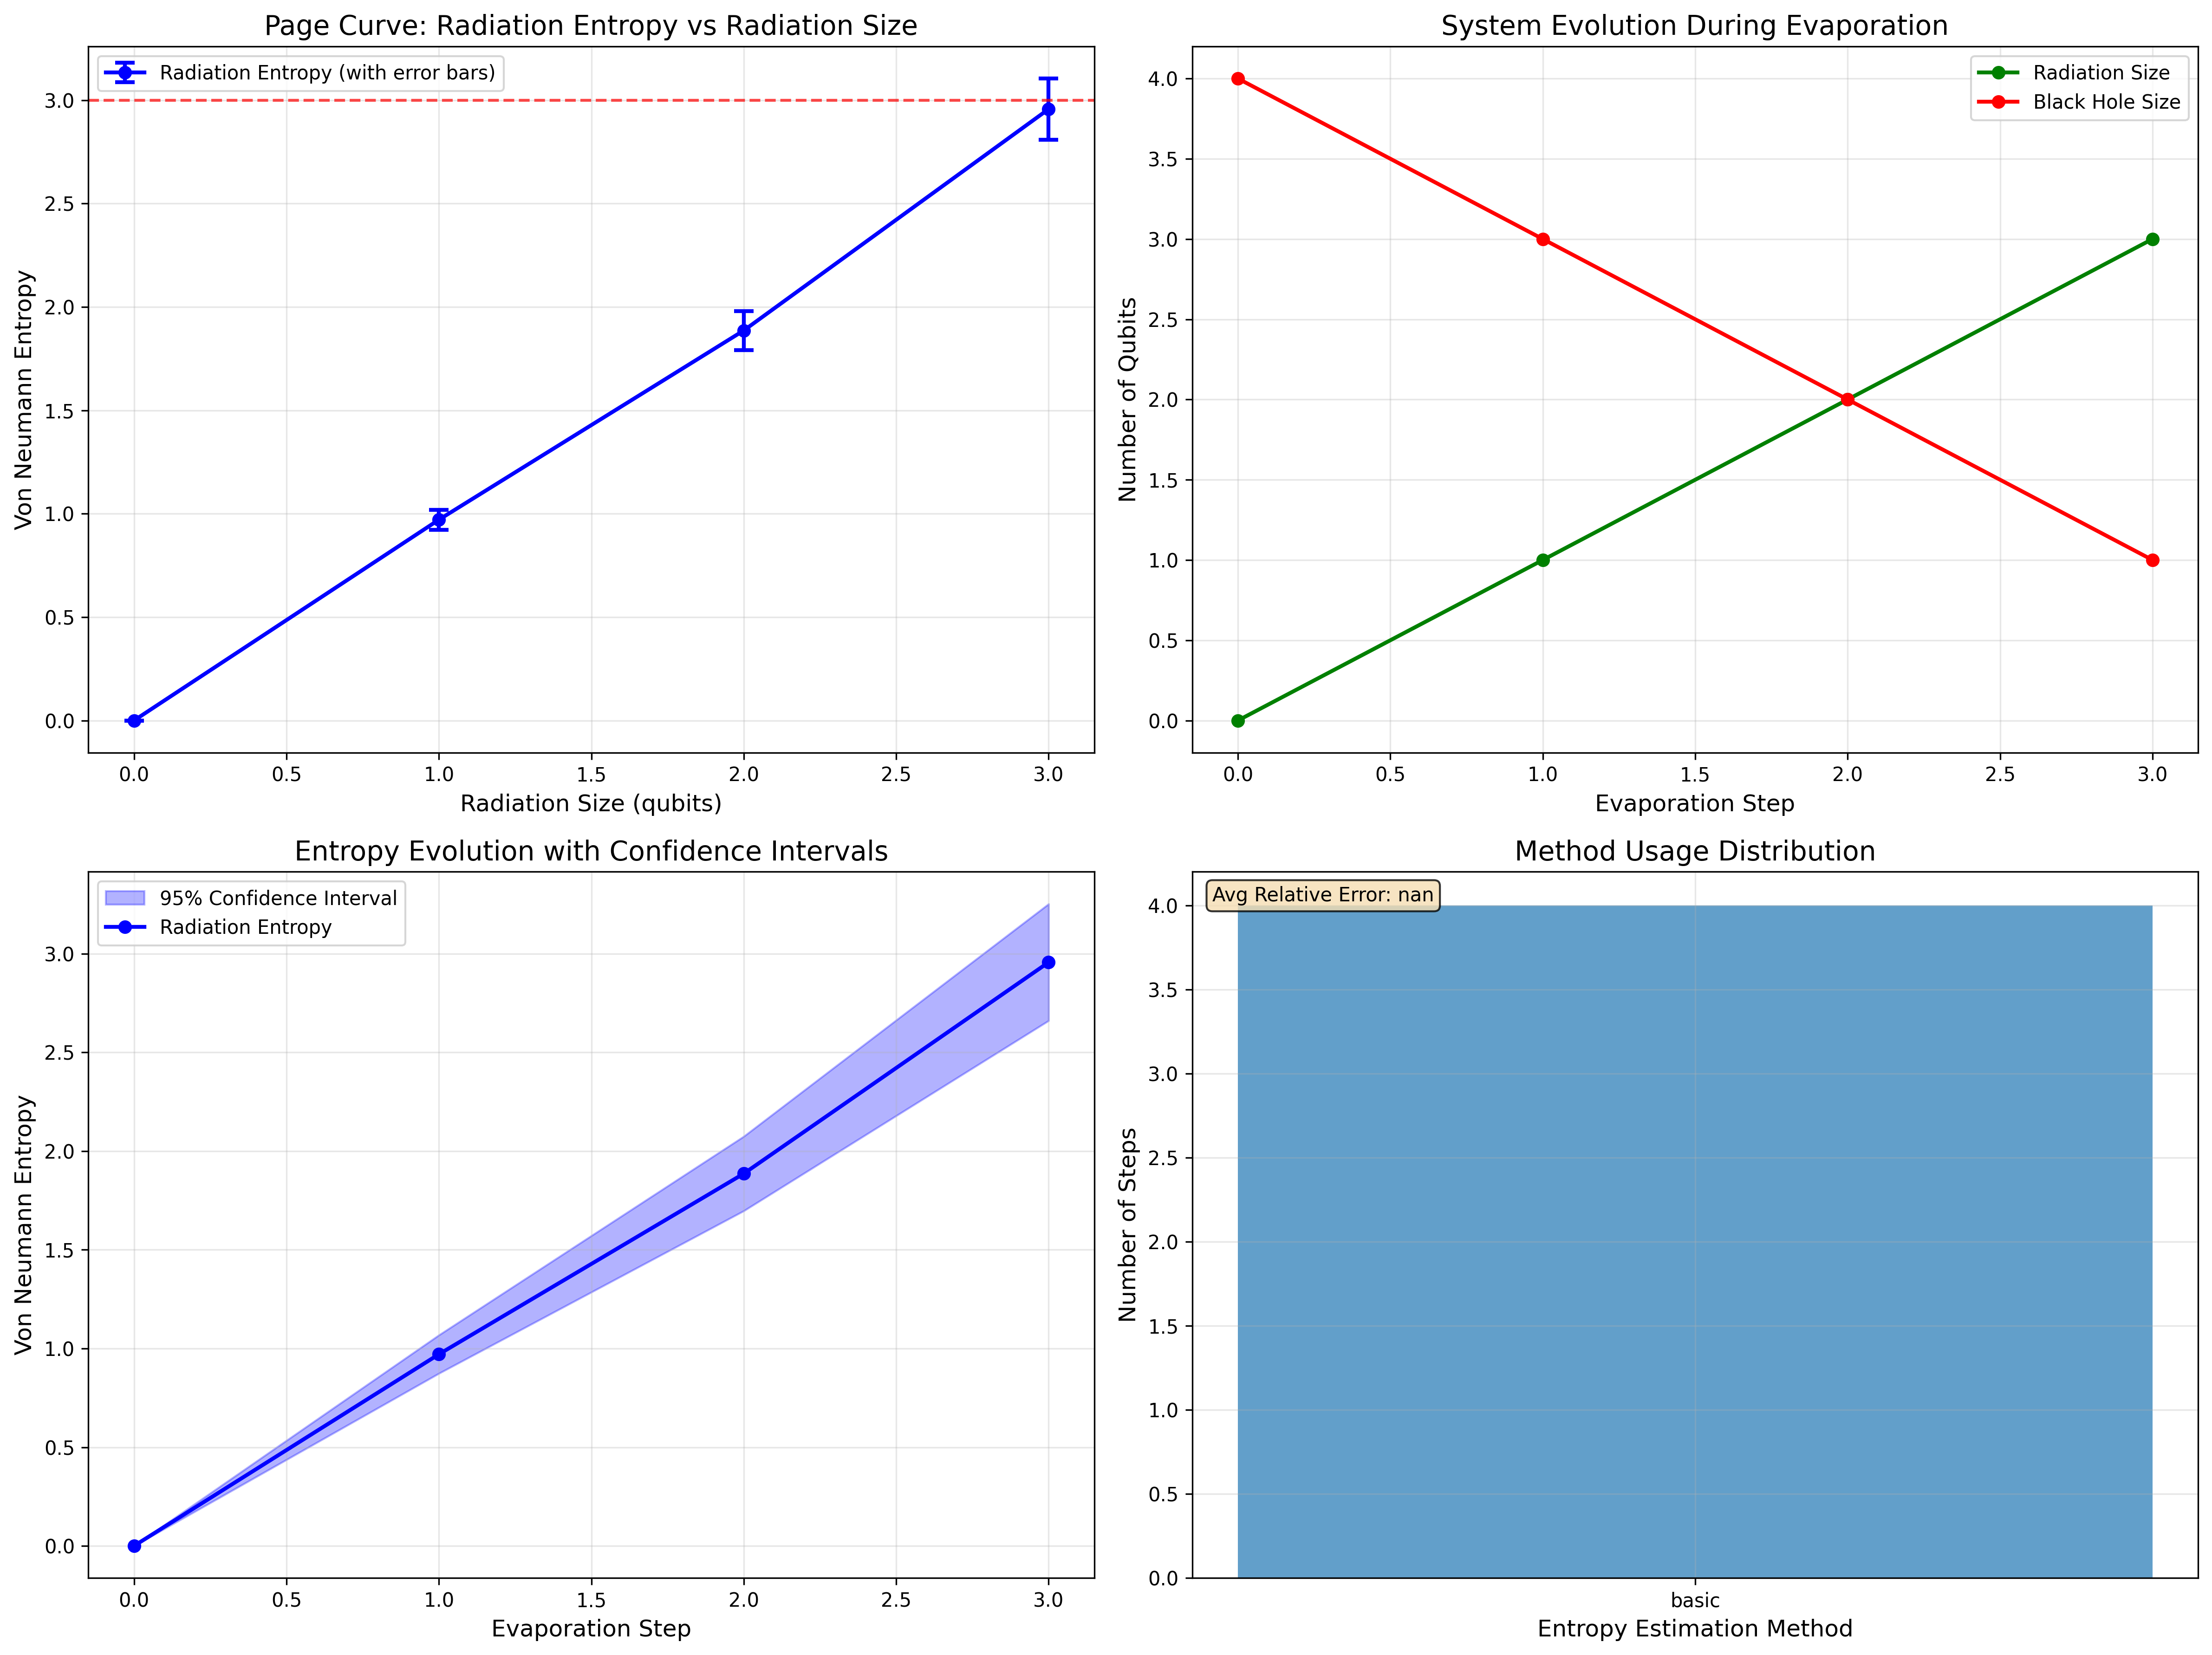 Page Curve: Radiation Entropy vs Radiation Size
Radiation Entropy (with error bars)
Von Neumann Entropy
3.0
2.5
2.0
1.5
1.0
0.5
0.0
0.0 0.5 1.0 1.5 2.0 2.5 3.0
Radiation Size (qubits)
System Evolution During Evaporation
Radiation Size
Black Hole Size
Number of Qubits
4.0
3.5
3.0
2.5
2.0
1.5
1.0
0.5
0.0
0.0 0.5 1.0 1.5 2.0 2.5 3.0
Evaporation Step
Entropy Evolution with Confidence Intervals
95% Confidence Interval
Radiation Entropy
Von Neumann Entropy
3.0
2.5
2.0
1.5
1.0
0.5
0.0
0.0 0.5 1.0 1.5 2.0 2.5 3.0
Evaporation Step
Method Usage Distribution
Avg Relative Error: nan
Number of Steps
4.0
3.5
3.0
2.5
2.0
1.5
1.0
0.5
0.0
basic
Entropy Estimation Method